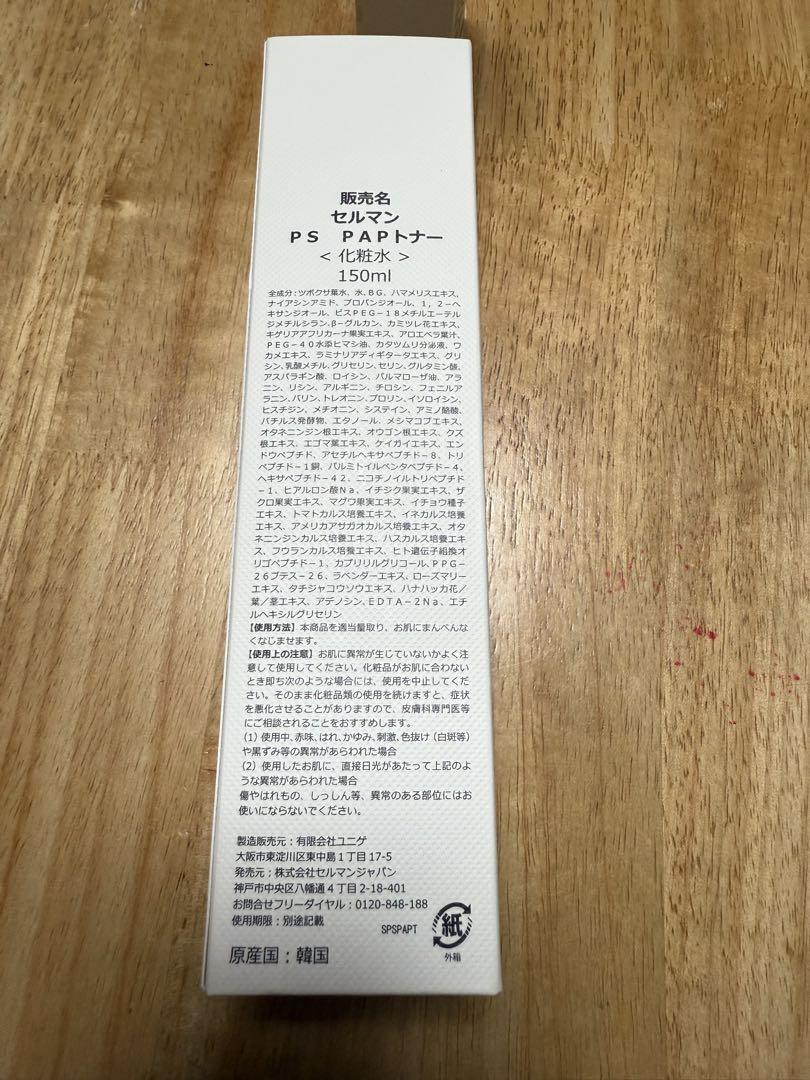 販売名
セルマン
ＰＳ　ＰＡＰトナー
＜ 化粧水 ＞
150ml
全成分：ツボクサ葉水、水、ＢＧ、ハマメリスエキス、
ナイアシンアミド、プロパンジオール、１，２－ヘ
キサンジオール、ビスＰＥＧ－１８メチルエーテル
ジメチルシラン、β－グルカン、カミツレ花エキス、
キゲリアアフリカーナ果実エキス、アロエベラ葉汁、
ＰＥＧ－４０水添ヒマシ油、カタツムリ分泌液、ワ
カメエキス、ラミナリアディギタータエキス、グリ
シン、乳酸メチル、グリセリン、セリン、グルタミン酸、
アスパラギン酸、ロイシン、パルマローザ油、アラ
ニン、リシン、アルギニン、チロシン、フェニルア
ラニン、バリン、トレオニン、プロリン、イソロイシン、
ヒスチジン、メチオニン、システイン、アミノ酪酸、
バチルス発酵物、エタノール、メシマコブエキス、
オタネニンジン根エキス、オウゴン根エキス、クズ
根エキス、エゴマ葉エキス、ケイガイエキス、エン
ドウペプチド、アセチルヘキサペプチド－８、トリ
ペプチド－１銅、パルミトイルペンタペプチド－４、
ヘキサペプチド－４２、ニコチノイルトリペプチド
－１、ヒアルロン酸Ｎａ、イチジク果実エキス、ザ
クロ果実エキス、マグワ果実エキス、イチョウ種子
エキス、トマトカルス培養エキス、イネカルス培養
エキス、アメリカアサガオカルス培養エキス、オタ
ネニンジンカルス培養エキス、ハスカルス培養エキ
ス、フウランカルス培養エキス、ヒト遺伝子組換オ
リゴペプチド－１、カプリリルグリコール、ＰＰＧ－
２６ブテス－２６、ラベンダーエキス、ローズマリー
エキス、タチジャコウソウエキス、ハナハッカ花／
葉／茎エキス、アデノシン、ＥＤＴＡ－２Ｎａ、エチ
ルヘキシルグリセリン
【使用方法】本商品を適当量取り、お肌にまんべんな
くなじませます。
【使用上の注意】お肌に異常が生じていないかよく注
意して使用してください。化粧品がお肌に合わない
とき即ち次のような場合には、使用を中止してくだ
さい。そのまま化粧品類の使用を続けますと、症状
を悪化させることがありますので、皮膚科専門医等
にご相談されることをおすすめします。
（１）使用中、赤味、はれ、かゆみ、刺激、色抜け（白斑等）
や黒ずみ等の異常があらわれた場合
（２）使用したお肌に、直接日光があたって上記のよ
うな異常があらわれた場合
傷やはれもの、しっしん等、異常のある部位にはお
使いにならないでください。
製造販売元：有限会社ユニゲ
大阪市東淀川区東中島１丁目17-5
発売元：株式会社セルマンジャパン
神戸市中央区八幡通４丁目2-18-401
お問合せフリーダイヤル：0120-848-188
使用期限：別途記載
SPSPAPT
紙
外箱
原産国：韓国